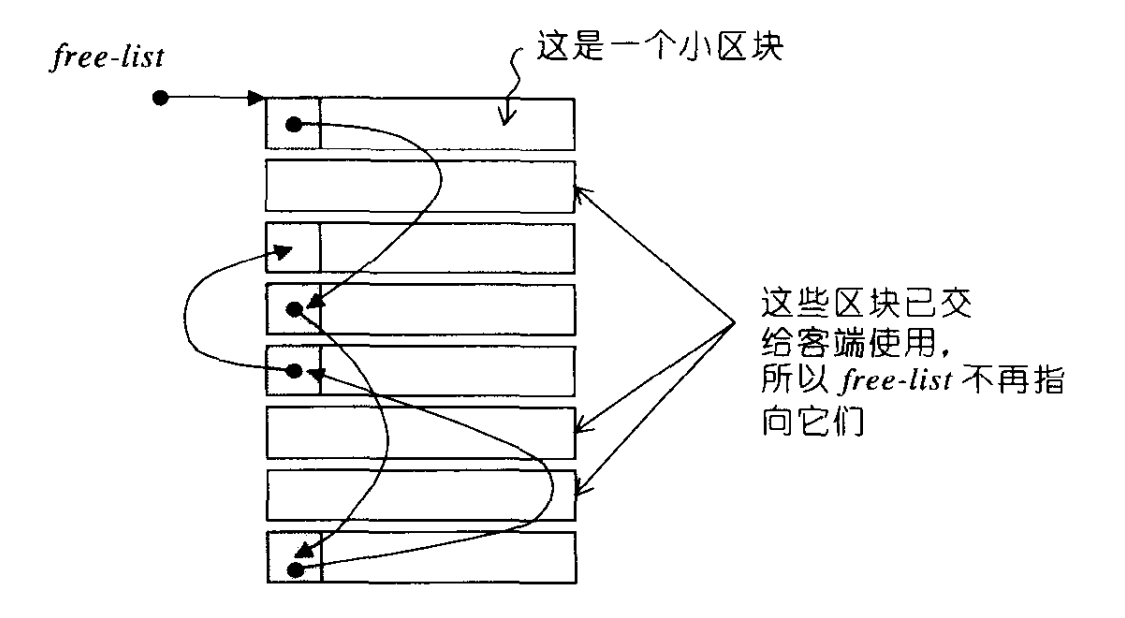 free-list
这是一个小区块
这些区块已交
给客端使用,
所以 free-list 不再指
向它们